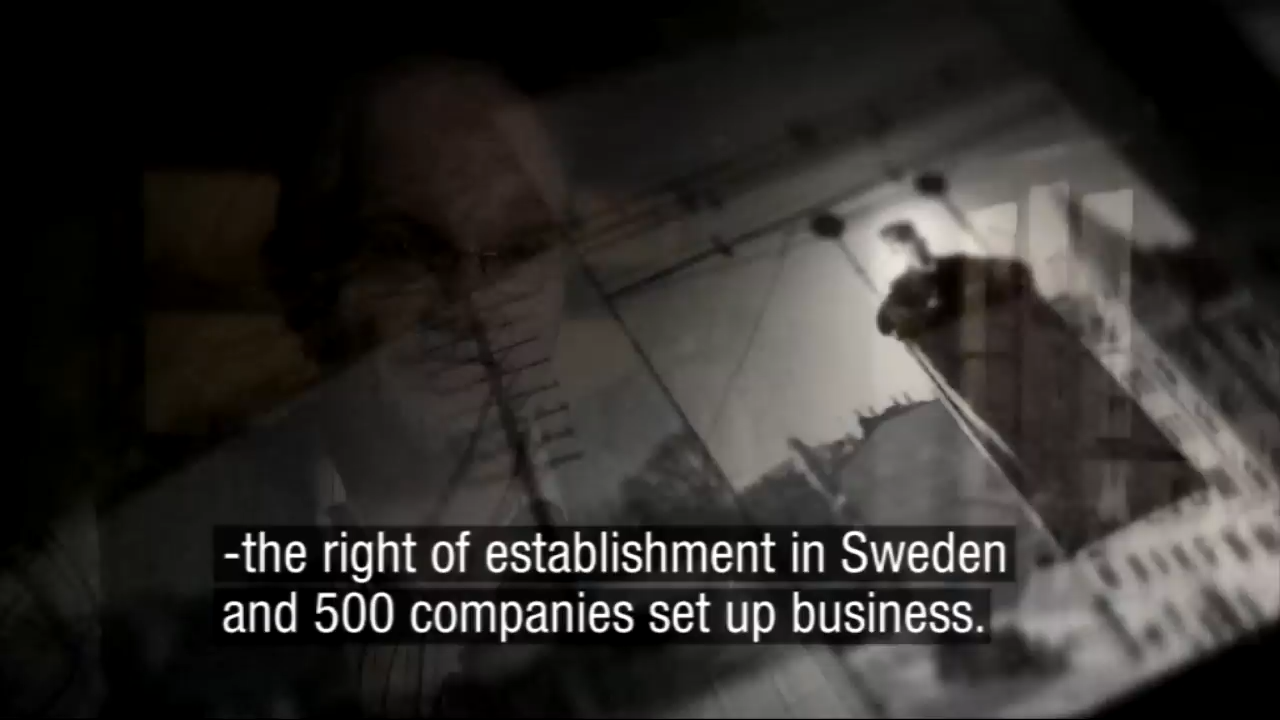 -the right of establishment in Sweden
and 500 companies set up business.